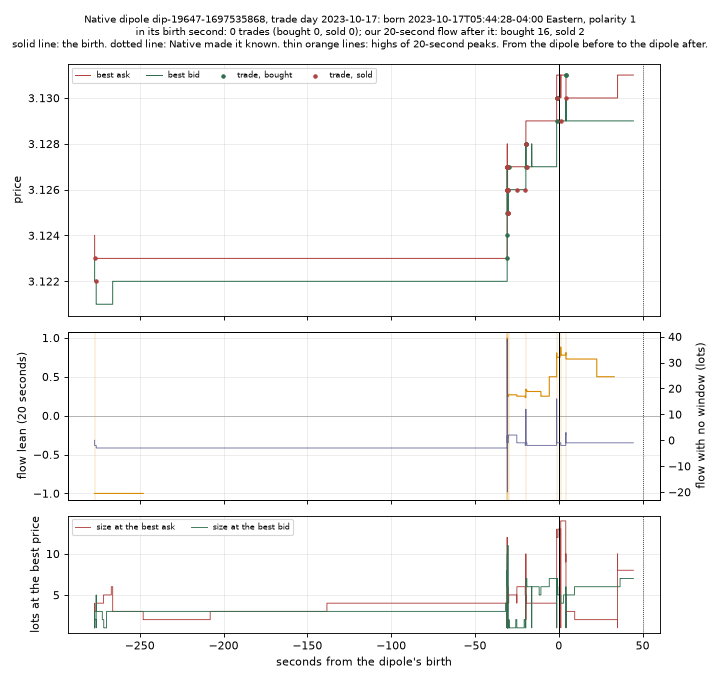 Native dipole dip-19647-1697535868, trade day 2023-10-17: born 2023-10-17T05:44:28-04:00 Eastern, polarity 1
in its birth second: 0 trades (bought 0, sold 0); our 20-second flow after it: bought 16, sold 2
solid line: the birth. dotted line: Native made it known. thin orange lines: highs of 20-second peaks. From the dipole before to the dipole after.
best ask best bid trade, bought trade, sold
3.130
3.128
3.126
3.124
3.122
price
1.0
0.5
0.0
−0.5
−1.0
flow lean (20 seconds)
40
30
20
10
0
−10
−20
flow with no window (lots)
size at the best ask size at the best bid
10
5
lots at the best price
−250 −200 −150 −100 −50 0 50
seconds from the dipole's birth